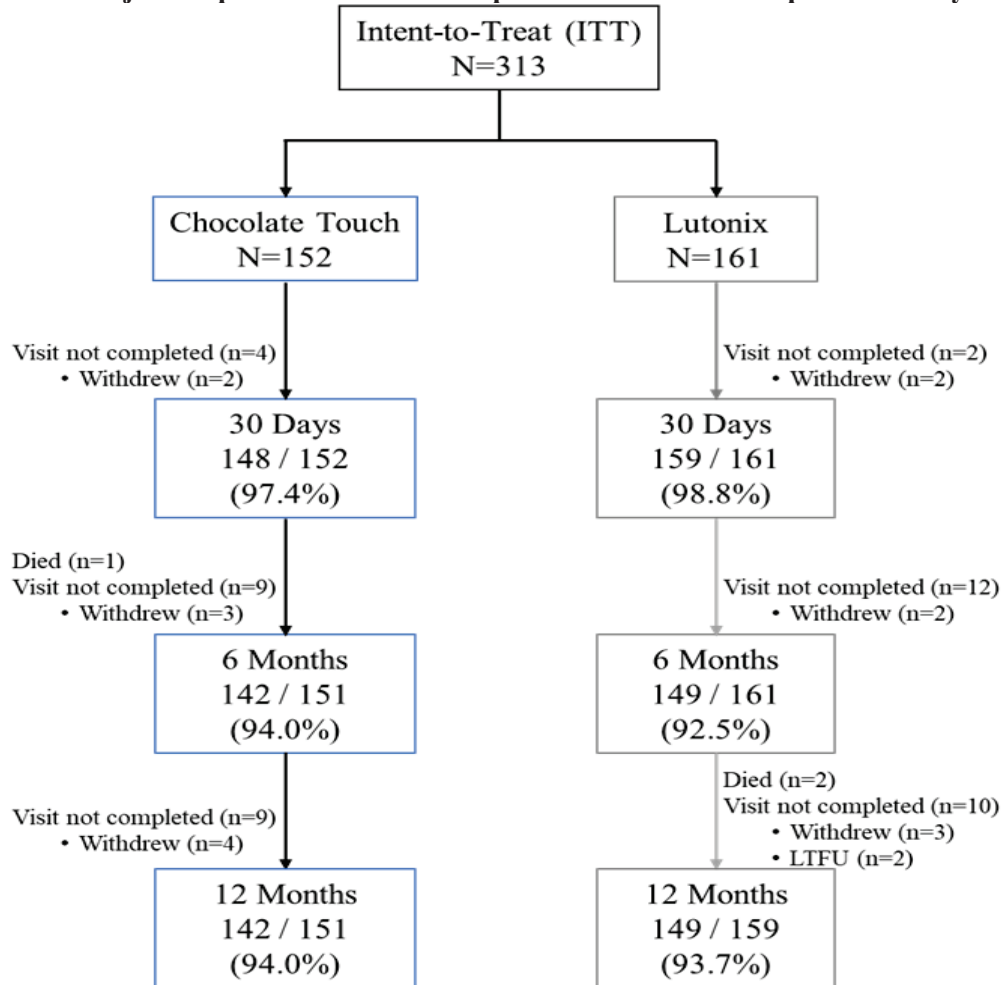 Intent-to-Treat (ITT)
N=313
Chocolate Touch
N=152
Lutonix
N=161
Visit not completed (n=4)
• Withdrew (n=2)
Visit not completed (n=2)
• Withdrew (n=2)
30 Days
148 / 152
(97.4%)
30 Days
159 / 161
(98.8%)
Died (n=1)
Visit not completed (n=9)
• Withdrew (n=3)
Visit not completed (n=12)
• Withdrew (n=2)
6 Months
142 / 151
(94.0%)
6 Months
149 / 161
(92.5%)
Visit not completed (n=9)
• Withdrew (n=4)
Died (n=2)
Visit not completed (n=10)
• Withdrew (n=3)
• LTFU (n=2)
12 Months
142 / 151
(94.0%)
12 Months
149 / 159
(93.7%)